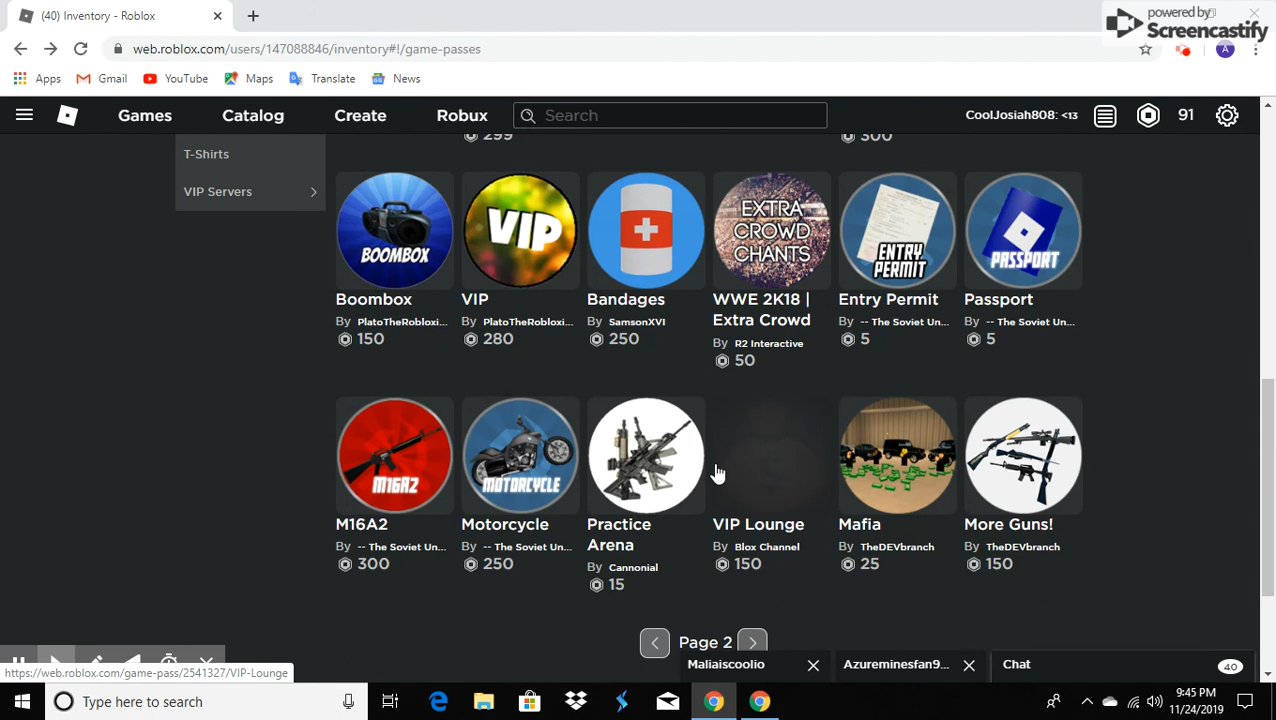 (40) Inventory - Roblox
powered by
Screencastify
web.roblox.com/users/147088846/inventory#!/game-passes
A
Apps
Gmail
YouTube
Maps
Translate
News
Games
Catalog
Create
Robux
Search
CoolJosiah808: <13
91
T-Shirts
VIP Servers
299
300
BOOMBOX
VIP
EXTRA
CROWD
CHANTS
ENTRY
PERMIT
PASSPORT
Boombox
By PlatoTheRobloxi...
150
VIP
By PlatoTheRobloxi...
280
Bandages
By SamsonXVI
250
WWE 2K18 |
Extra Crowd
By R2 Interactive
50
Entry Permit
By -- The Soviet Un...
5
Passport
By -- The Soviet Un...
5
M16A2
MOTORCYCLE
M16A2
By -- The Soviet Un...
300
Motorcycle
By -- The Soviet Un...
250
Practice
Arena
By Cannonial
15
VIP Lounge
By Blox Channel
150
Mafia
By TheDEVbranch
25
More Guns!
By TheDEVbranch
150
Page 2
Maliaiscoolio
Azureminesfan9...
Chat
40
https://web.roblox.com/game-pass/2541327/VIP-Lounge
Type here to search
9:45 PM
11/24/2019